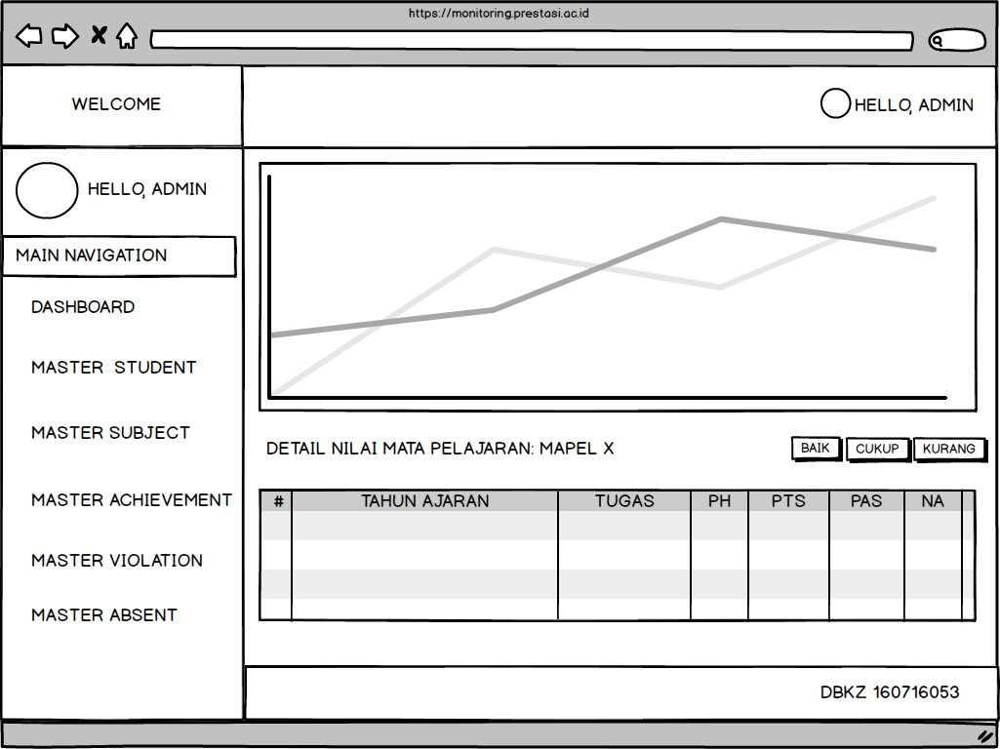 https://monitoring.prestasi.ac.id
WELCOME
HELLO, ADMIN
HELLO, ADMIN
MAIN NAVIGATION
DASHBOARD
MASTER  STUDENT
MASTER SUBJECT
MASTER ACHIEVEMENT
MASTER VIOLATION
MASTER ABSENT
DETAIL NILAI MATA PELAJARAN: MAPEL X
BAIK CUKUP KURANG
# TAHUN AJARAN TUGAS PH PTS PAS NA
DBKZ 160716053